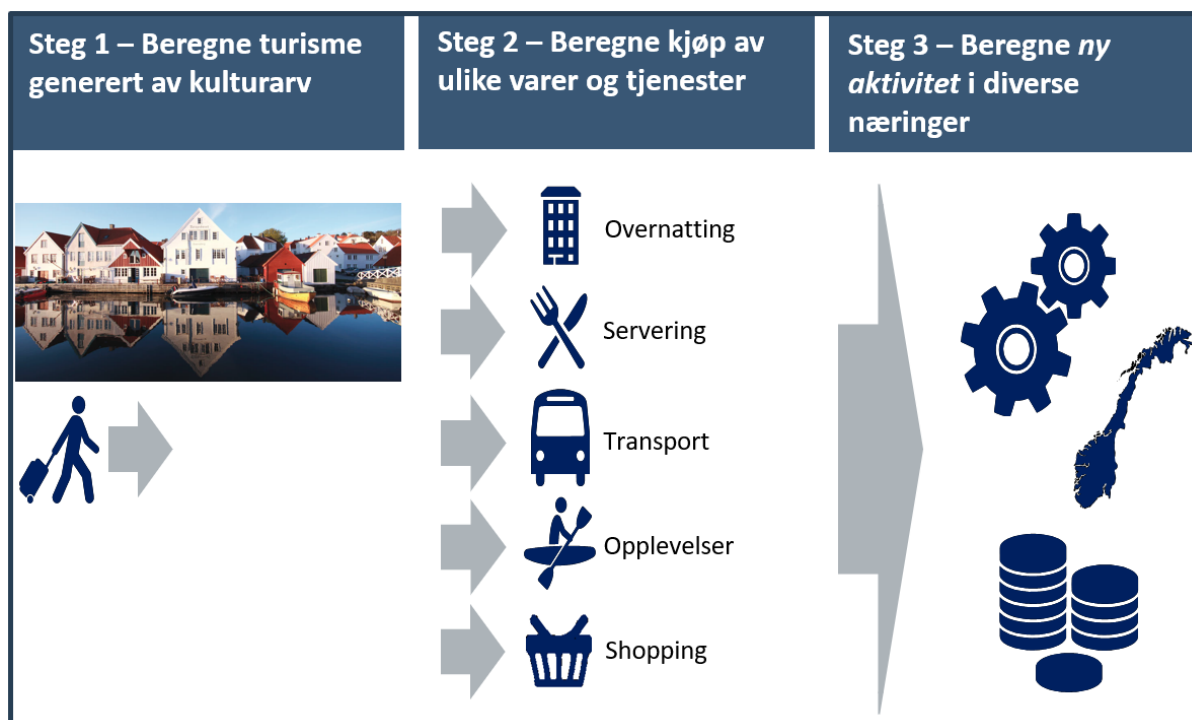 Steg 1 – Beregne turisme
generert av kulturarv
Steg 2 – Beregne kjøp av
ulike varer og tjenester
Steg 3 – Beregne ny
aktivitet i diverse
næringer
Overnatting
Servering
Transport
Opplevelser
Shopping